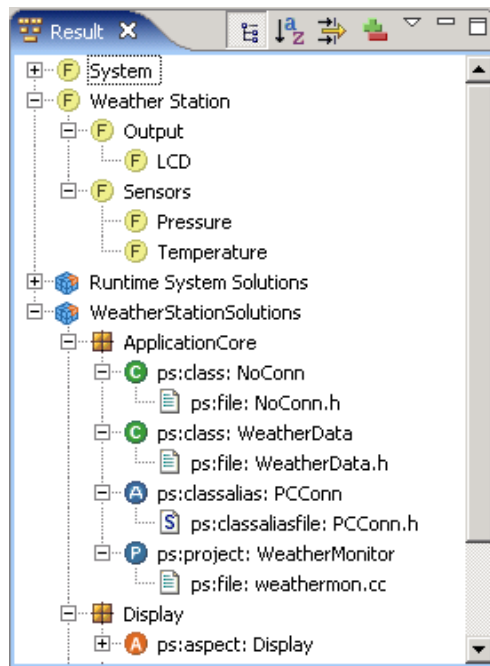 Result
System
F Weather Station
F Output
F LCD
F Sensors
F Pressure
F Temperature
Runtime System Solutions
WeatherStationSolutions
ApplicationCore
C ps:class: NoConn
ps:file: NoConn.h
C ps:class: WeatherData
ps:file: WeatherData.h
A ps:classalias: PCConn
S ps:classaliasfile: PCConn.h
P ps:project: WeatherMonitor
ps:file: weathermon.cc
Display
A ps:aspect: Display